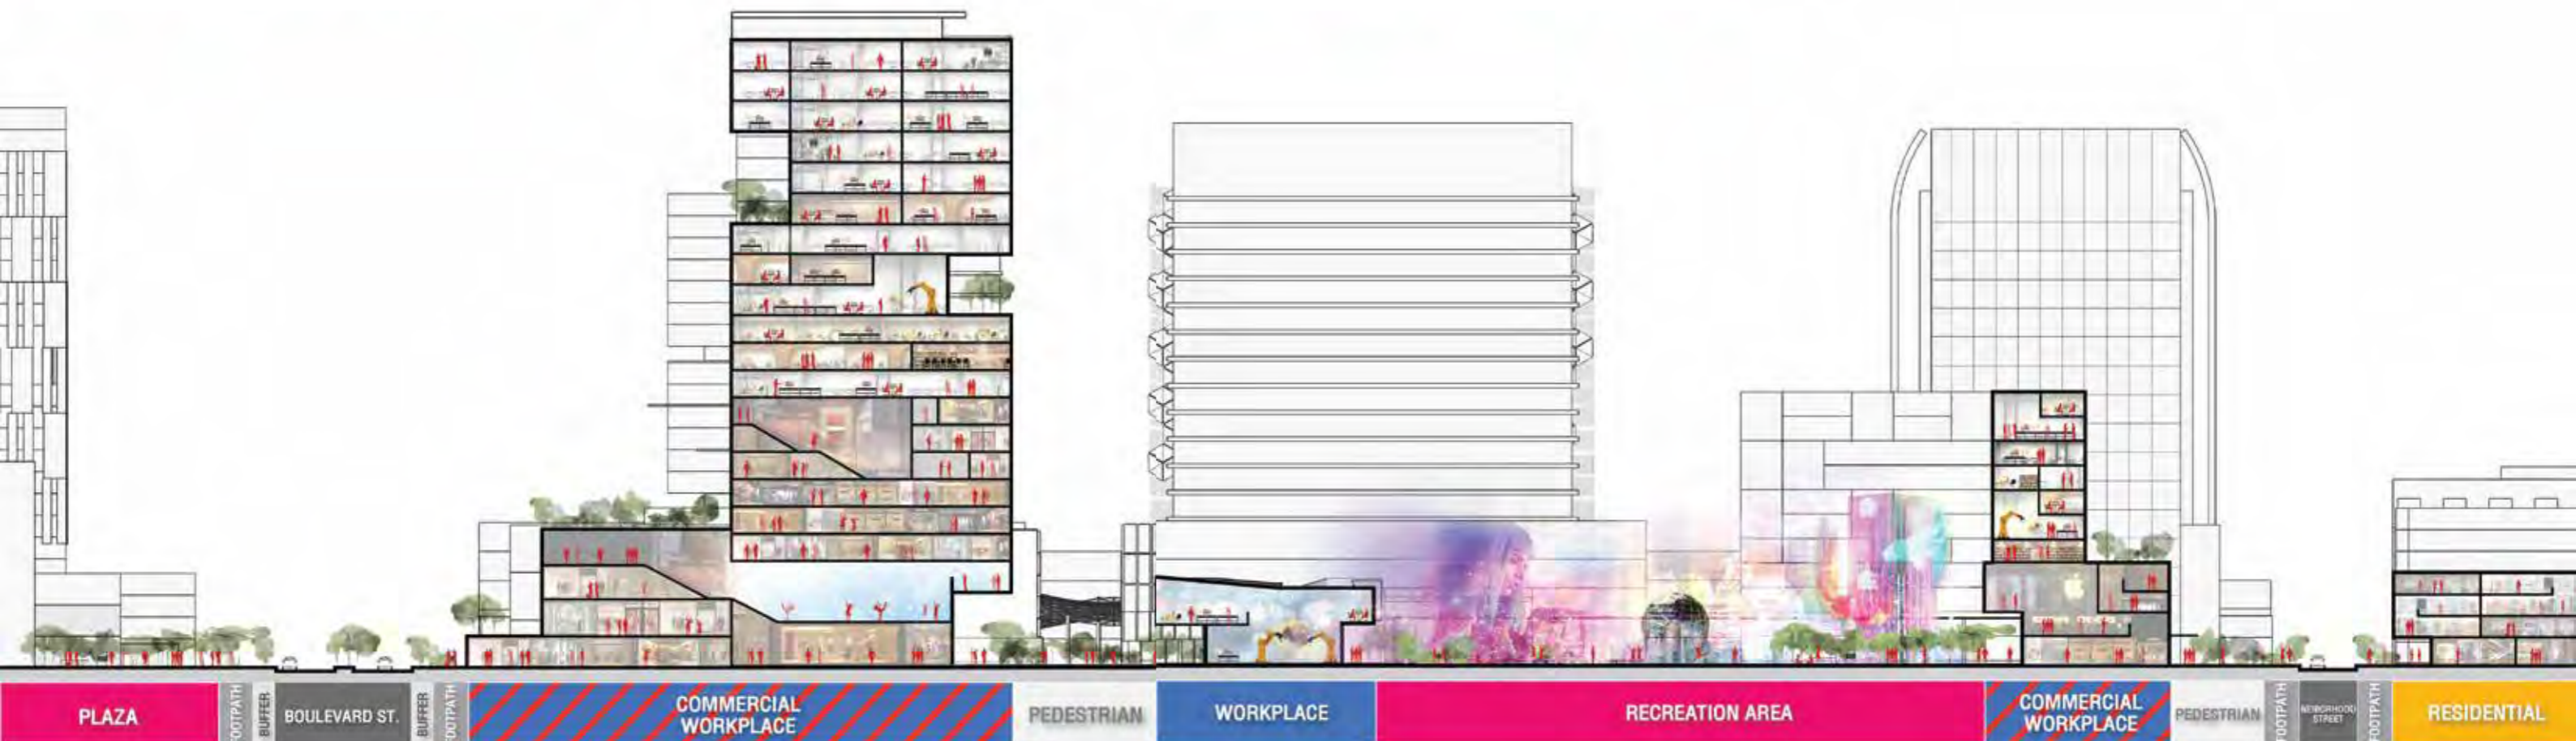 PLAZA
FOOTPATH
BUFFER
BOULEVARD ST.
BUFFER
FOOTPATH
COMMERCIAL
WORKPLACE
PEDESTRIAN
WORKPLACE
RECREATION AREA
COMMERCIAL
WORKPLACE
PEDESTRIAN
FOOTPATH
STREET
FOOTPATH
RESIDENTIAL